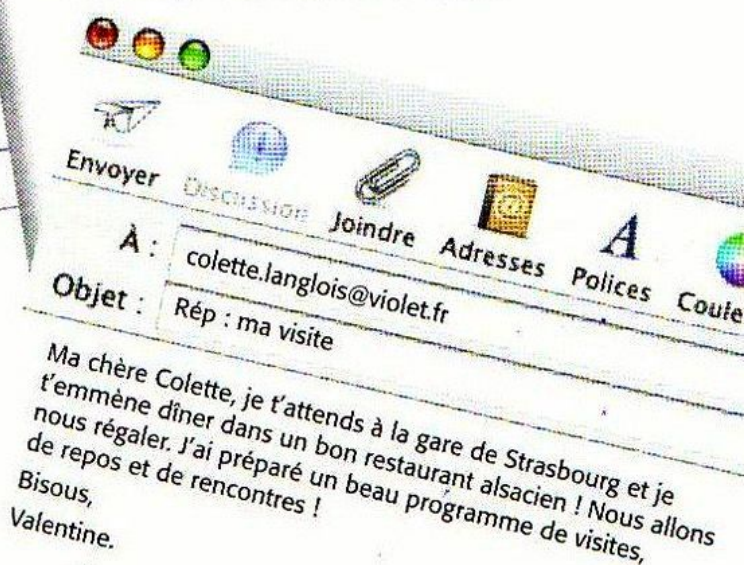 Envoyer Discussion Joindre Adresses Polices Coule
À : colette.langlois@violet.fr
Objet : Rép : ma visite
Ma chère Colette, je t'attends à la gare de Strasbourg et je
t'emmène dîner dans un bon restaurant alsacien ! Nous allons
nous régaler. J'ai préparé un beau programme de visites,
de repos et de rencontres !
Bisous,
Valentine.